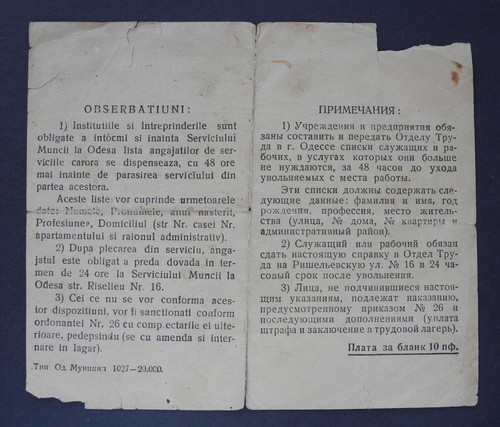 OBSERBATIUNI:
1) Institutiile si Intreprinderile sunt
obligate a intocmi si inainta Serviciului
Muncii la Odesa lista angajatilor de ser-
viciile carora se dispenseaza, cu 48 ore
mai inainte de parasirea serviciului din
partea acestora.
Aceste liste vor cuprinde urmetoarele
date: Numele, Pronumele, anul nasterii,
Profesiune», Domiciliul (str Nr. casei Nr.
apartamentului si raionul administrativ).
2) Dupa plecarea din serviciu, anga-
jatul este obligat a preda dovada in ter-
men de 24 ore la Serviciului Muncii la
Odesa str. Riselieu Nr. 16.
3) Cei ce nu se vor conforma aces-
tor dispozitiuni, vor fi sanctionati conform
ordonantei Nr. 26 cu comp ectarile ei ulte-
rioare, pedepsindu (se cu amenda si inter-
nare in lagar).
Тип Од. Муницип 1027—20.000.
ПРИМЕЧАНИЯ:
1) Учреждения и предприятия обя-
заны составить и передать Отделу Тру-
да в г. Одессе списки служащих и ра-
бочих, в услугах которых они больше
не нуждаются, за 48 часов до ухода
увольняемых с места работы.
Эти списки должны содержать сле-
дующие данные: фамилия и имя, год
рождения, профессия, место житель-
ства (улица, № дома, № квартиры и
административный район).
2) Служащий или рабочий обязан
сдать настоящую справку в Отдел Тру-
да на Ришельевскую ул. № 16 в 24 ча-
совый срок после увольнения.
3) Лица, не подчинившиеся настоя-
щим указаниям, подлежат наказанию,
предусмотренному приказом № 26 и
последующими дополнениями (уплата
штрафа и заключение в трудовой лагерь).
Плата за бланк 10 пф.